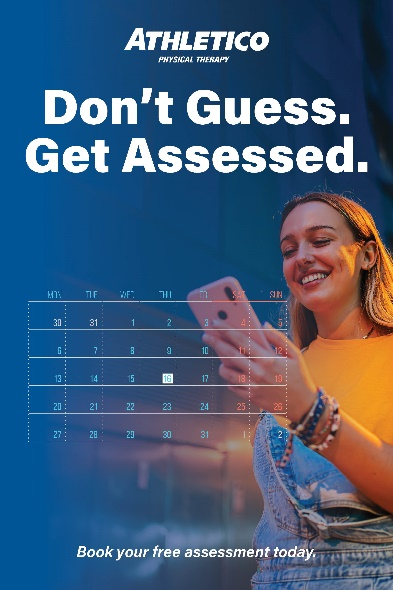 ATHLETICO
PHYSICAL THERAPY
Don't Guess.
Get Assessed.
MON TUE WED THU FRI SAT SUN
30 31 1 2 3 4 5
6 7 8 9 10 11 12
13 14 15 16 17 18 19
20 21 22 23 24 25 26
27 28 29 30 31 1 2
Book your free assessment today.